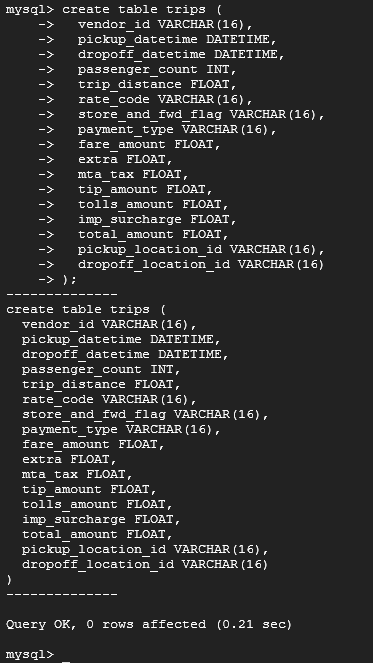 mysql> create table trips (
    ->   vendor_id VARCHAR(16),
    ->   pickup_datetime DATETIME,
    ->   dropoff_datetime DATETIME,
    ->   passenger_count INT,
    ->   trip_distance FLOAT,
    ->   rate_code VARCHAR(16),
    ->   store_and_fwd_flag VARCHAR(16),
    ->   payment_type VARCHAR(16),
    ->   fare_amount FLOAT,
    ->   extra FLOAT,
    ->   mta_tax FLOAT,
    ->   tip_amount FLOAT,
    ->   tolls_amount FLOAT,
    ->   imp_surcharge FLOAT,
    ->   total_amount FLOAT,
    ->   pickup_location_id VARCHAR(16),
    ->   dropoff_location_id VARCHAR(16)
    -> );
--------------
create table trips (
  vendor_id VARCHAR(16),
  pickup_datetime DATETIME,
  dropoff_datetime DATETIME,
  passenger_count INT,
  trip_distance FLOAT,
  rate_code VARCHAR(16),
  store_and_fwd_flag VARCHAR(16),
  payment_type VARCHAR(16),
  fare_amount FLOAT,
  extra FLOAT,
  mta_tax FLOAT,
  tip_amount FLOAT,
  tolls_amount FLOAT,
  imp_surcharge FLOAT,
  total_amount FLOAT,
  pickup_location_id VARCHAR(16),
  dropoff_location_id VARCHAR(16)
)
--------------
Query OK, 0 rows affected (0.21 sec)
mysql> _